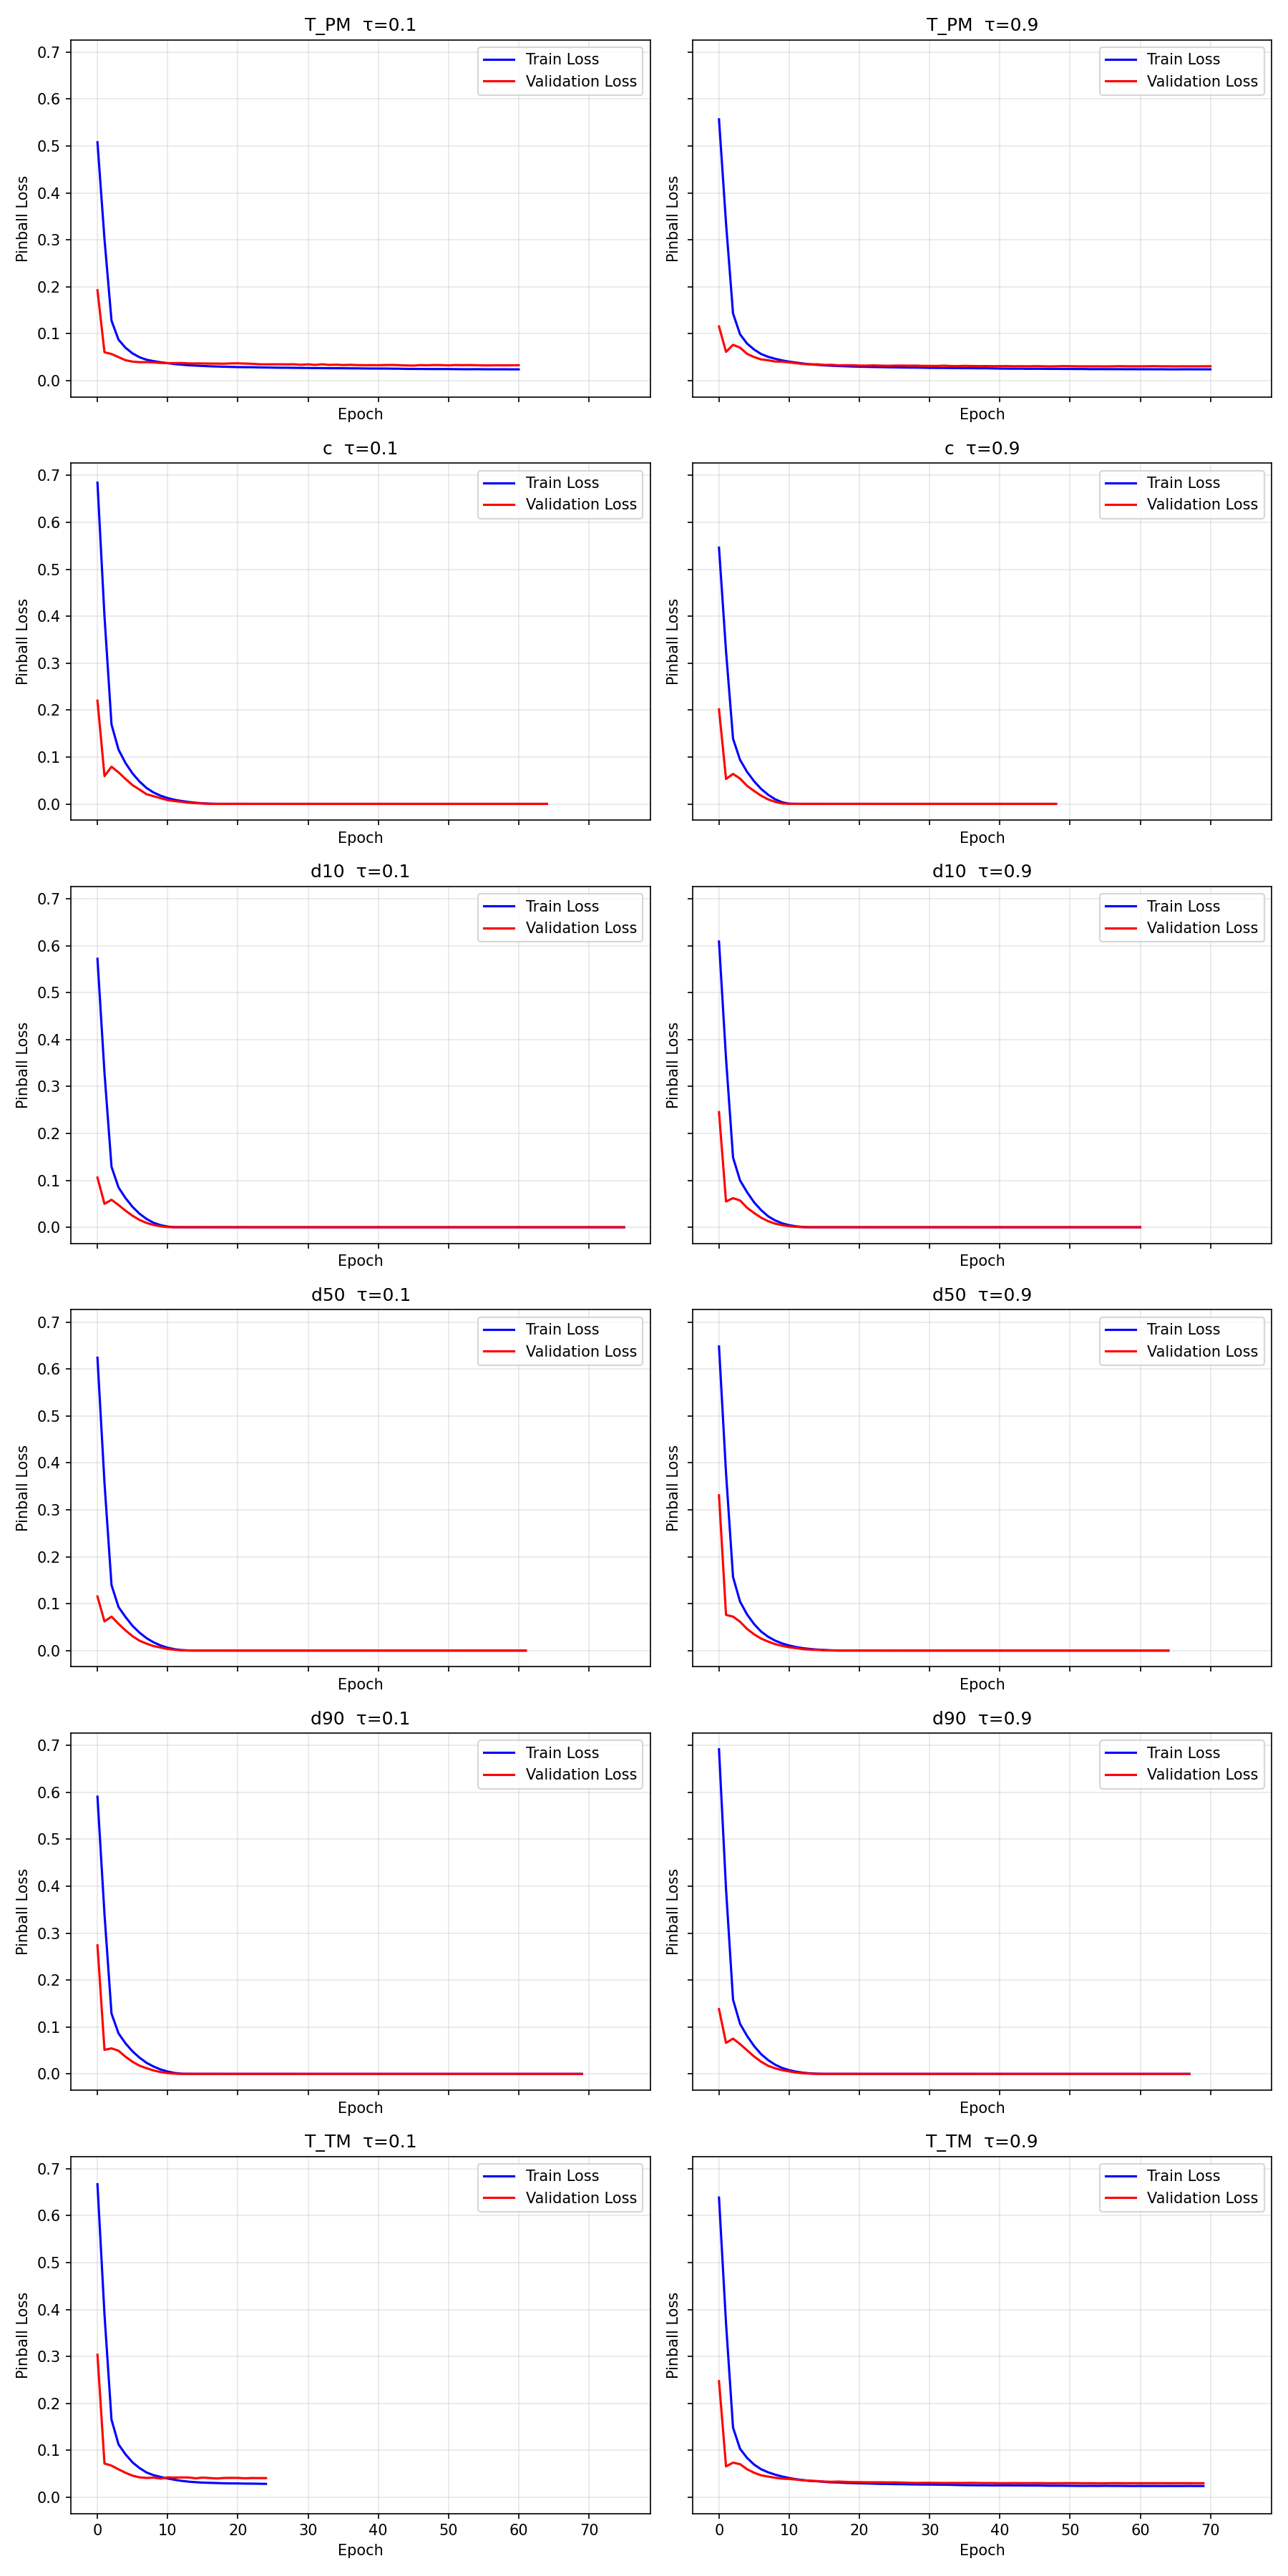 T_PM τ=0.1
Train Loss
Validation Loss
Pinball Loss
0.7
0.6
0.5
0.4
0.3
0.2
0.1
0.0
Epoch
T_PM τ=0.9
Train Loss
Validation Loss
Pinball Loss
Epoch
c τ=0.1
Train Loss
Validation Loss
Pinball Loss
0.7
0.6
0.5
0.4
0.3
0.2
0.1
0.0
Epoch
c τ=0.9
Train Loss
Validation Loss
Pinball Loss
Epoch
d10 τ=0.1
Train Loss
Validation Loss
Pinball Loss
0.7
0.6
0.5
0.4
0.3
0.2
0.1
0.0
Epoch
d10 τ=0.9
Train Loss
Validation Loss
Pinball Loss
Epoch
d50 τ=0.1
Train Loss
Validation Loss
Pinball Loss
0.7
0.6
0.5
0.4
0.3
0.2
0.1
0.0
Epoch
d50 τ=0.9
Train Loss
Validation Loss
Pinball Loss
Epoch
d90 τ=0.1
Train Loss
Validation Loss
Pinball Loss
0.7
0.6
0.5
0.4
0.3
0.2
0.1
0.0
Epoch
d90 τ=0.9
Train Loss
Validation Loss
Pinball Loss
Epoch
T_TM τ=0.1
Train Loss
Validation Loss
Pinball Loss
0.7
0.6
0.5
0.4
0.3
0.2
0.1
0.0
0 10 20 30 40 50 60 70
Epoch
T_TM τ=0.9
Train Loss
Validation Loss
Pinball Loss
0 10 20 30 40 50 60 70
Epoch